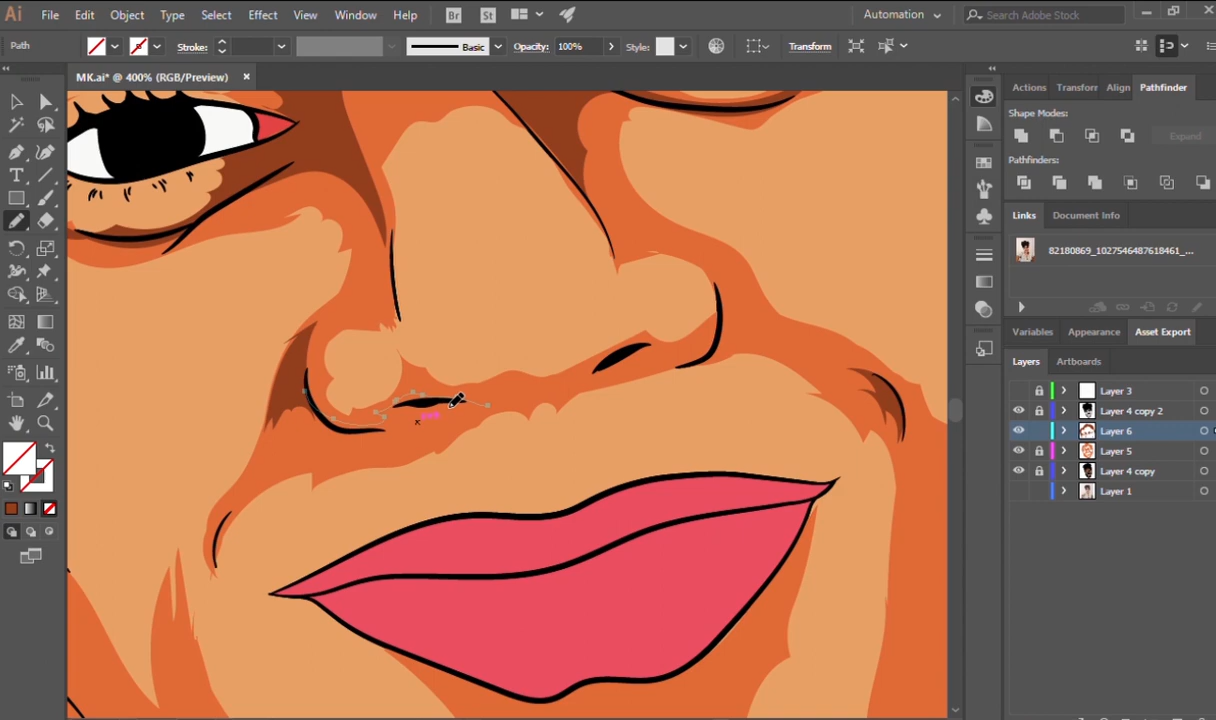 Ai File Edit Object Type Select Effect View Window Help Br St Automation Search Adobe Stock
Path Stroke: Basic Opacity: 100% Style: Transform
MK.ai* @ 400% (RGB/Preview) ×
Actions Transforr Align Pathfinder
Shape Modes:
Expand
Pathfinders:
Links Document Info
82180869_1027546487618461_...
Variables Appearance Asset Export
Layers Artboards
Layer 3
Layer 4 copy 2
Layer 6
Layer 5
Layer 4 copy
Layer 1